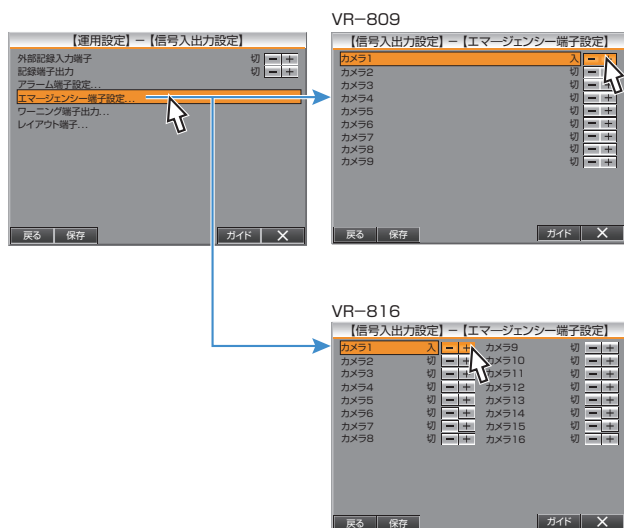 【運用設定】－【信号入出力設定】
外部記録入力端子 切 － ＋
記録端子出力 切 － ＋
アラーム端子設定...
エマージェンシー端子設定...
ワーニング端子出力...
レイアウト端子...
戻る 保存 ガイド ×
VR－809
【信号入出力設定】－【エマージェンシー端子設定】
カメラ1 入 －
カメラ2 切 － ＋
カメラ3 切 － ＋
カメラ4 切 － ＋
カメラ5 切 － ＋
カメラ6 切 － ＋
カメラ7 切 － ＋
カメラ8 切 － ＋
カメラ9 切 － ＋
戻る 保存 ガイド ×
VR－816
【信号入出力設定】－【エマージェンシー端子設定】
カメラ1 入 － ＋ カメラ9 切 － ＋
カメラ2 切 － ＋ カメラ10 切 － ＋
カメラ3 切 － ＋ カメラ11 切 － ＋
カメラ4 切 － ＋ カメラ12 切 － ＋
カメラ5 切 － ＋ カメラ13 切 － ＋
カメラ6 切 － ＋ カメラ14 切 － ＋
カメラ7 切 － ＋ カメラ15 切 － ＋
カメラ8 切 － ＋ カメラ16 切 － ＋
戻る 保存 ガイド ×